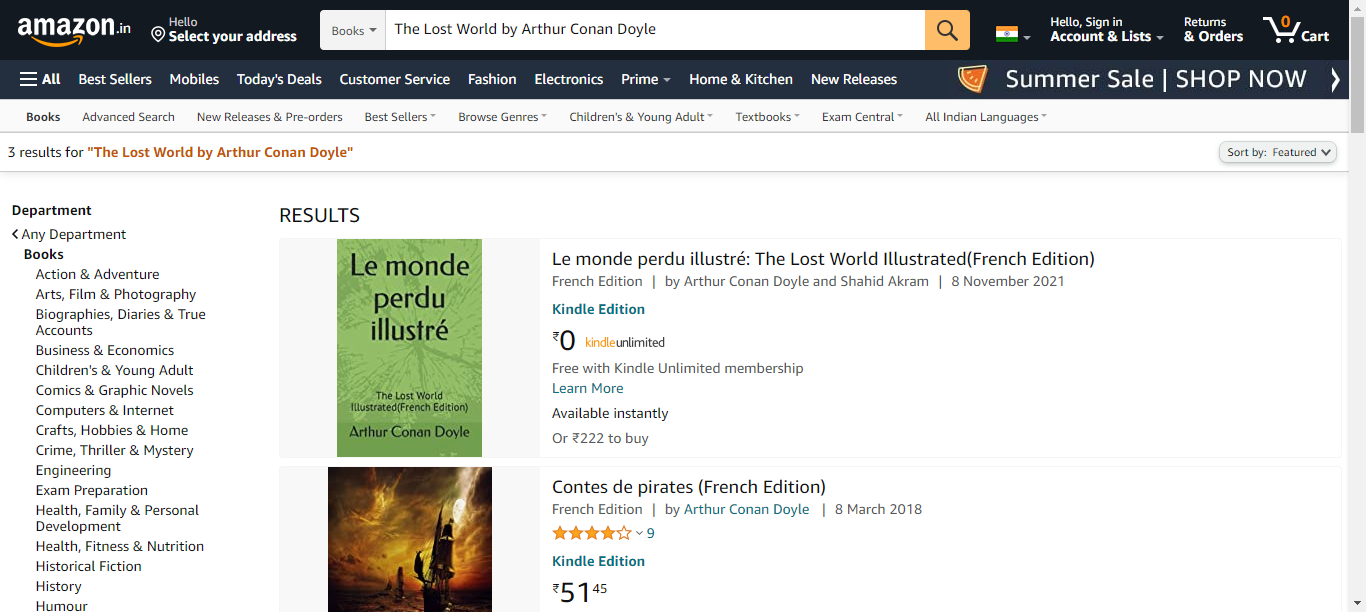 amazon.in
Hello
Select your address
Books
The Lost World by Arthur Conan Doyle
Hello, Sign in
Account & Lists
Returns
& Orders
0
Cart
All
Best Sellers
Mobiles
Today's Deals
Customer Service
Fashion
Electronics
Prime
Home & Kitchen
New Releases
Summer Sale | SHOP NOW
Books
Advanced Search
New Releases & Pre-orders
Best Sellers
Browse Genres
Children's & Young Adult
Textbooks
Exam Central
All Indian Languages
3 results for "The Lost World by Arthur Conan Doyle"
Sort by: Featured
Department
Any Department
Books
Action & Adventure
Arts, Film & Photography
Biographies, Diaries & True
Accounts
Business & Economics
Children's & Young Adult
Comics & Graphic Novels
Computers & Internet
Crafts, Hobbies & Home
Crime, Thriller & Mystery
Engineering
Exam Preparation
Health, Family & Personal
Development
Health, Fitness & Nutrition
Historical Fiction
History
Humour
RESULTS
Le monde
perdu
illustré
The Lost World
Illustrated(French Edition)
Arthur Conan Doyle
Le monde perdu illustré: The Lost World Illustrated(French Edition)
French Edition | by Arthur Conan Doyle and Shahid Akram | 8 November 2021
Kindle Edition
₹0 kindleunlimited
Free with Kindle Unlimited membership
Learn More
Available instantly
Or ₹222 to buy
Contes de pirates (French Edition)
French Edition | by Arthur Conan Doyle | 8 March 2018
9
Kindle Edition
₹51 45